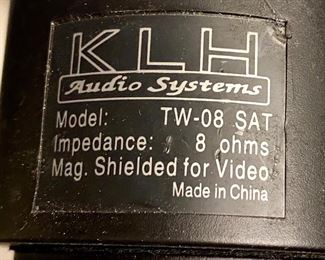 KLH
Audio Systems
Model: TW-08 SAT
Impedance: 8 ohms
Mag. Shielded for Video
Made in China